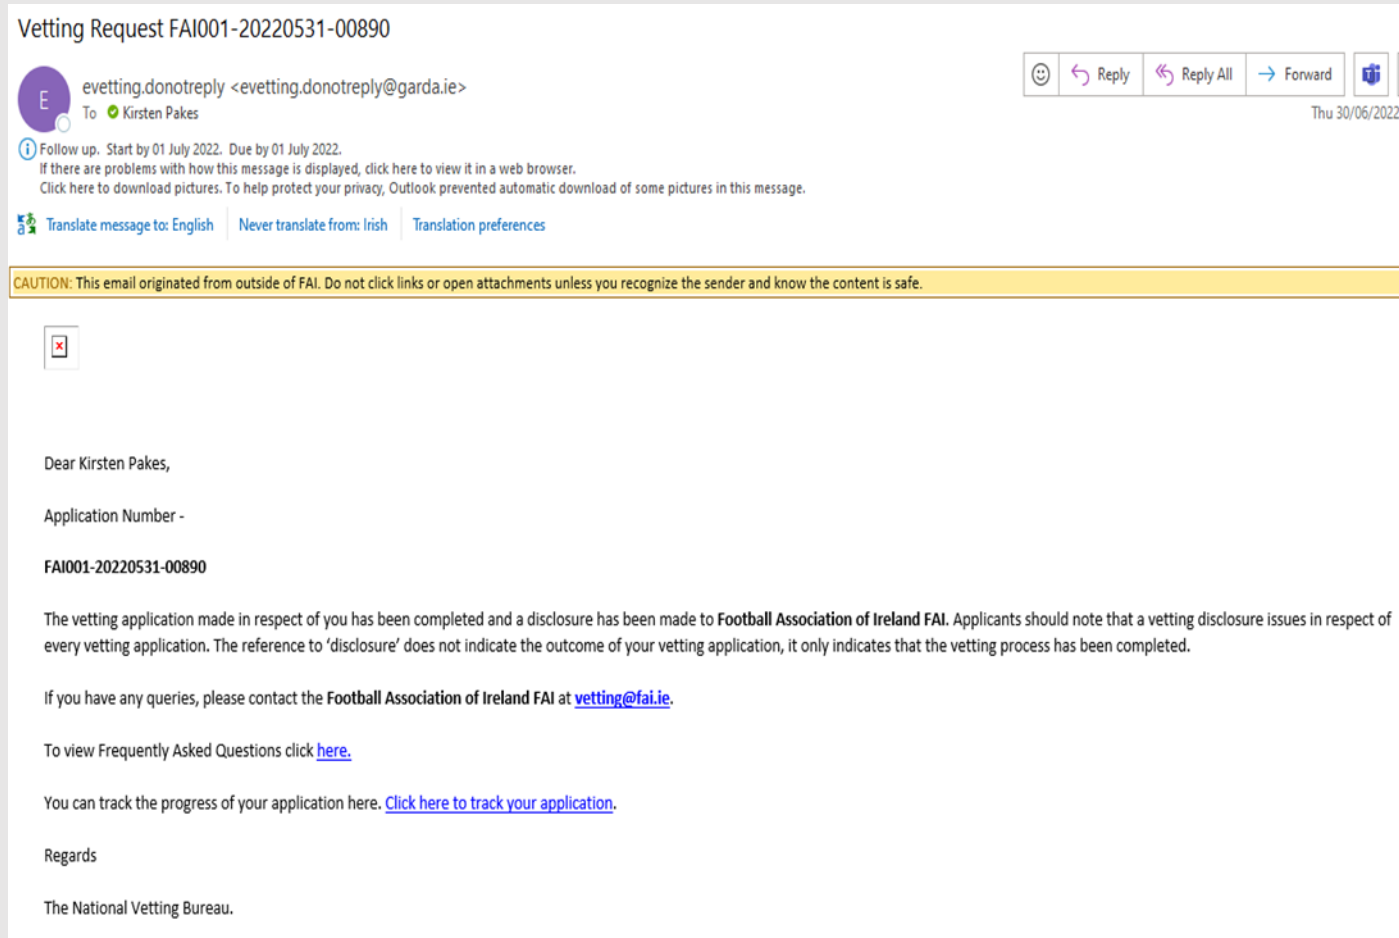 Vetting Request FAI001-20220531-00890
E
evetting.donotreply <evetting.donotreply@garda.ie>
To Kirsten Pakes
Reply
Reply All
Forward
Thu 30/06/2022
Follow up. Start by 01 July 2022. Due by 01 July 2022.
If there are problems with how this message is displayed, click here to view it in a web browser.
Click here to download pictures. To help protect your privacy, Outlook prevented automatic download of some pictures in this message.
Translate message to: English
Never translate from: Irish
Translation preferences
CAUTION: This email originated from outside of FAI. Do not click links or open attachments unless you recognize the sender and know the content is safe.
Dear Kirsten Pakes,
Application Number -
FAI001-20220531-00890
The vetting application made in respect of you has been completed and a disclosure has been made to Football Association of Ireland FAI. Applicants should note that a vetting disclosure issues in respect of
every vetting application. The reference to ‘disclosure’ does not indicate the outcome of your vetting application, it only indicates that the vetting process has been completed.
If you have any queries, please contact the Football Association of Ireland FAI at vetting@fai.ie.
To view Frequently Asked Questions click here.
You can track the progress of your application here. Click here to track your application.
Regards
The National Vetting Bureau.